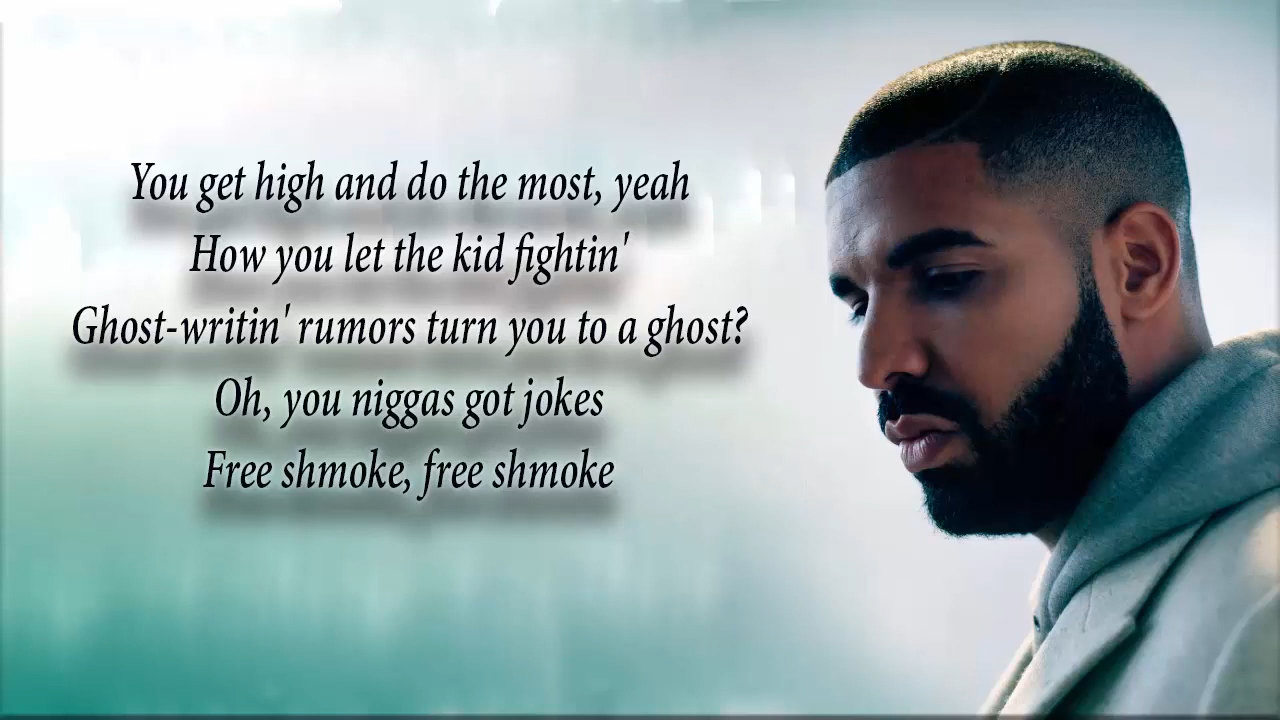 You get high and do the most, yeah
How you let the kid fightin'
Ghost-writin' rumors turn you to a ghost?
Oh, you niggas got jokes
Free shmoke, free shmoke